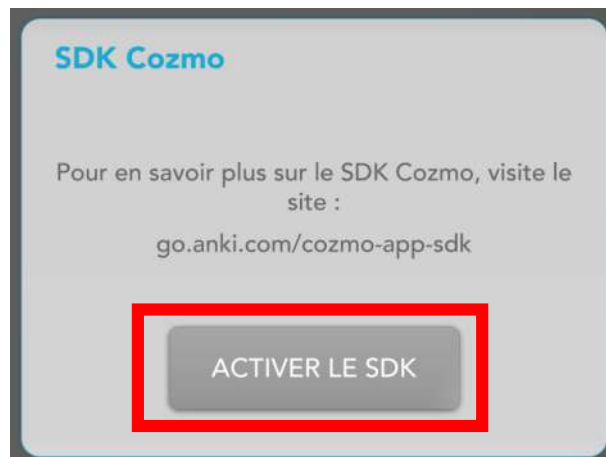 SDK Cozmo
Pour en savoir plus sur le SDK Cozmo, visite le
site :
go.anki.com/cozmo-app-sdk
ACTIVER LE SDK